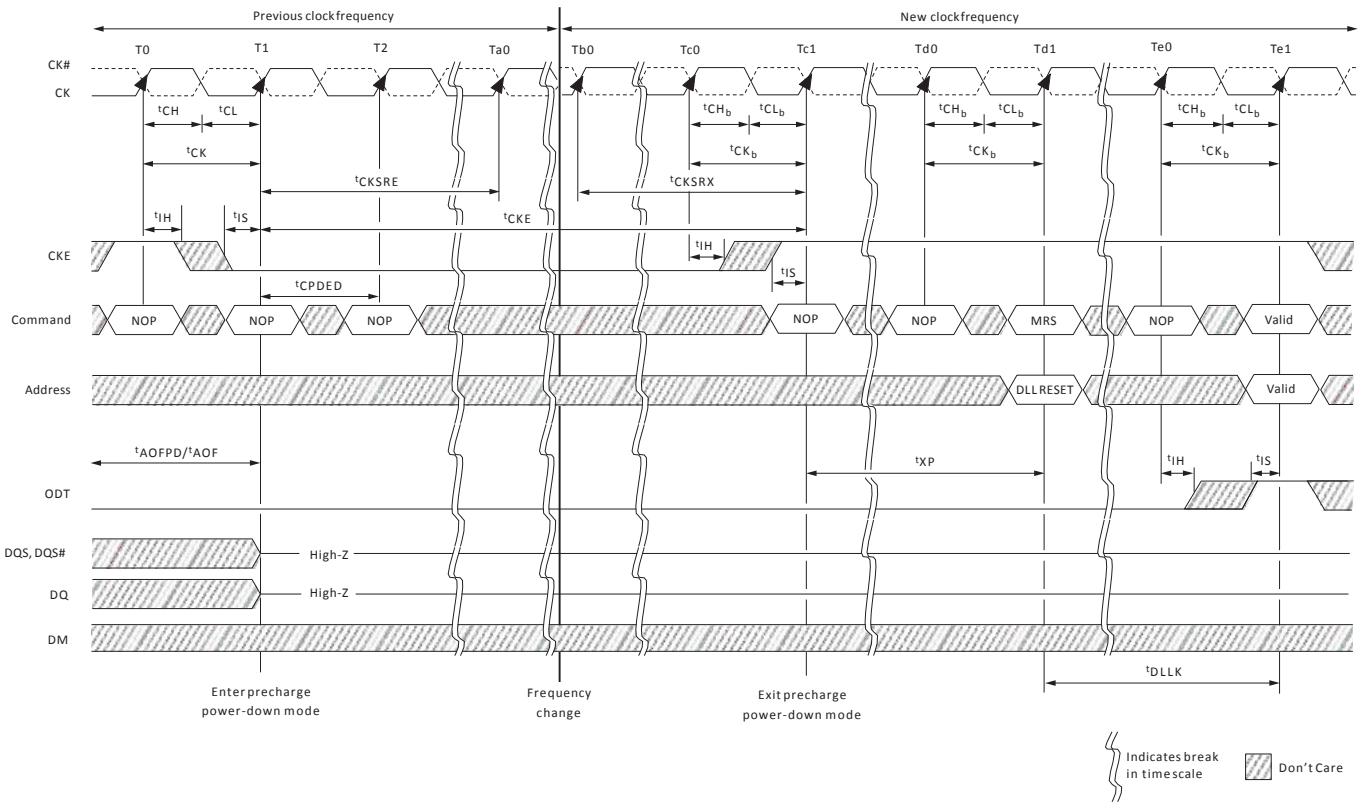 Previous clock frequency
New clock frequency
T0 T1 T2 Ta0 Tb0 Tc0 Tc1 Td0 Td1 Te0 Te1
CK#
CK
tCH tCL tCHb tCLb tCHb tCLb tCHb tCLb
tCK tCKb tCKb tCKb
tCKSRE tCKSRX
tIH tIS tCKE
tIH
CKE
tIS
tCPDED
Command NOP NOP NOP NOP NOP MRS NOP Valid
Address DLL RESET Valid
tAOFPD/tAOF tXP tIH tIS
ODT
DQS, DQS# High-Z
DQ High-Z
DM
tDLLK
Enter precharge
power-down mode
Frequency
change
Exit precharge
power-down mode
Indicates break
in time scale
Don't Care